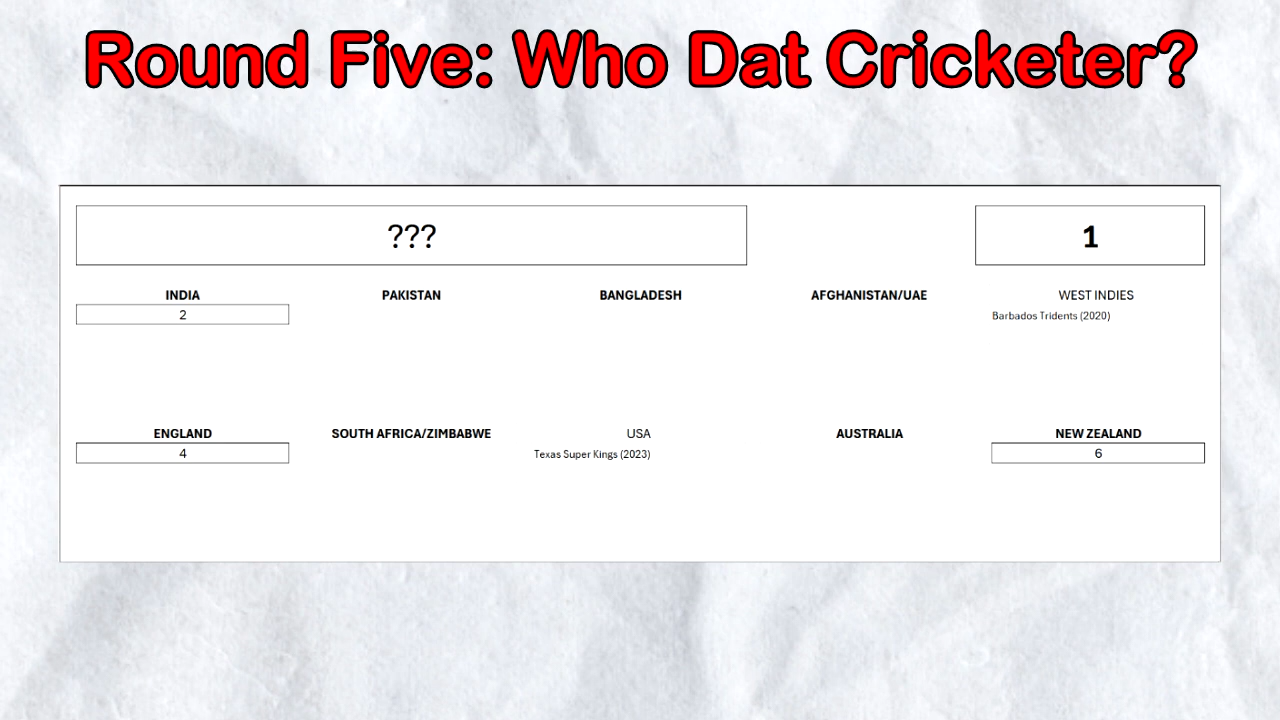 Round Five: Who Dat Cricketer?
???
1
INDIA
PAKISTAN
BANGLADESH
AFGHANISTAN/UAE
WEST INDIES
2
Barbados Tridents (2020)
ENGLAND
SOUTH AFRICA/ZIMBABWE
USA
AUSTRALIA
NEW ZEALAND
4
Texas Super Kings (2023)
6